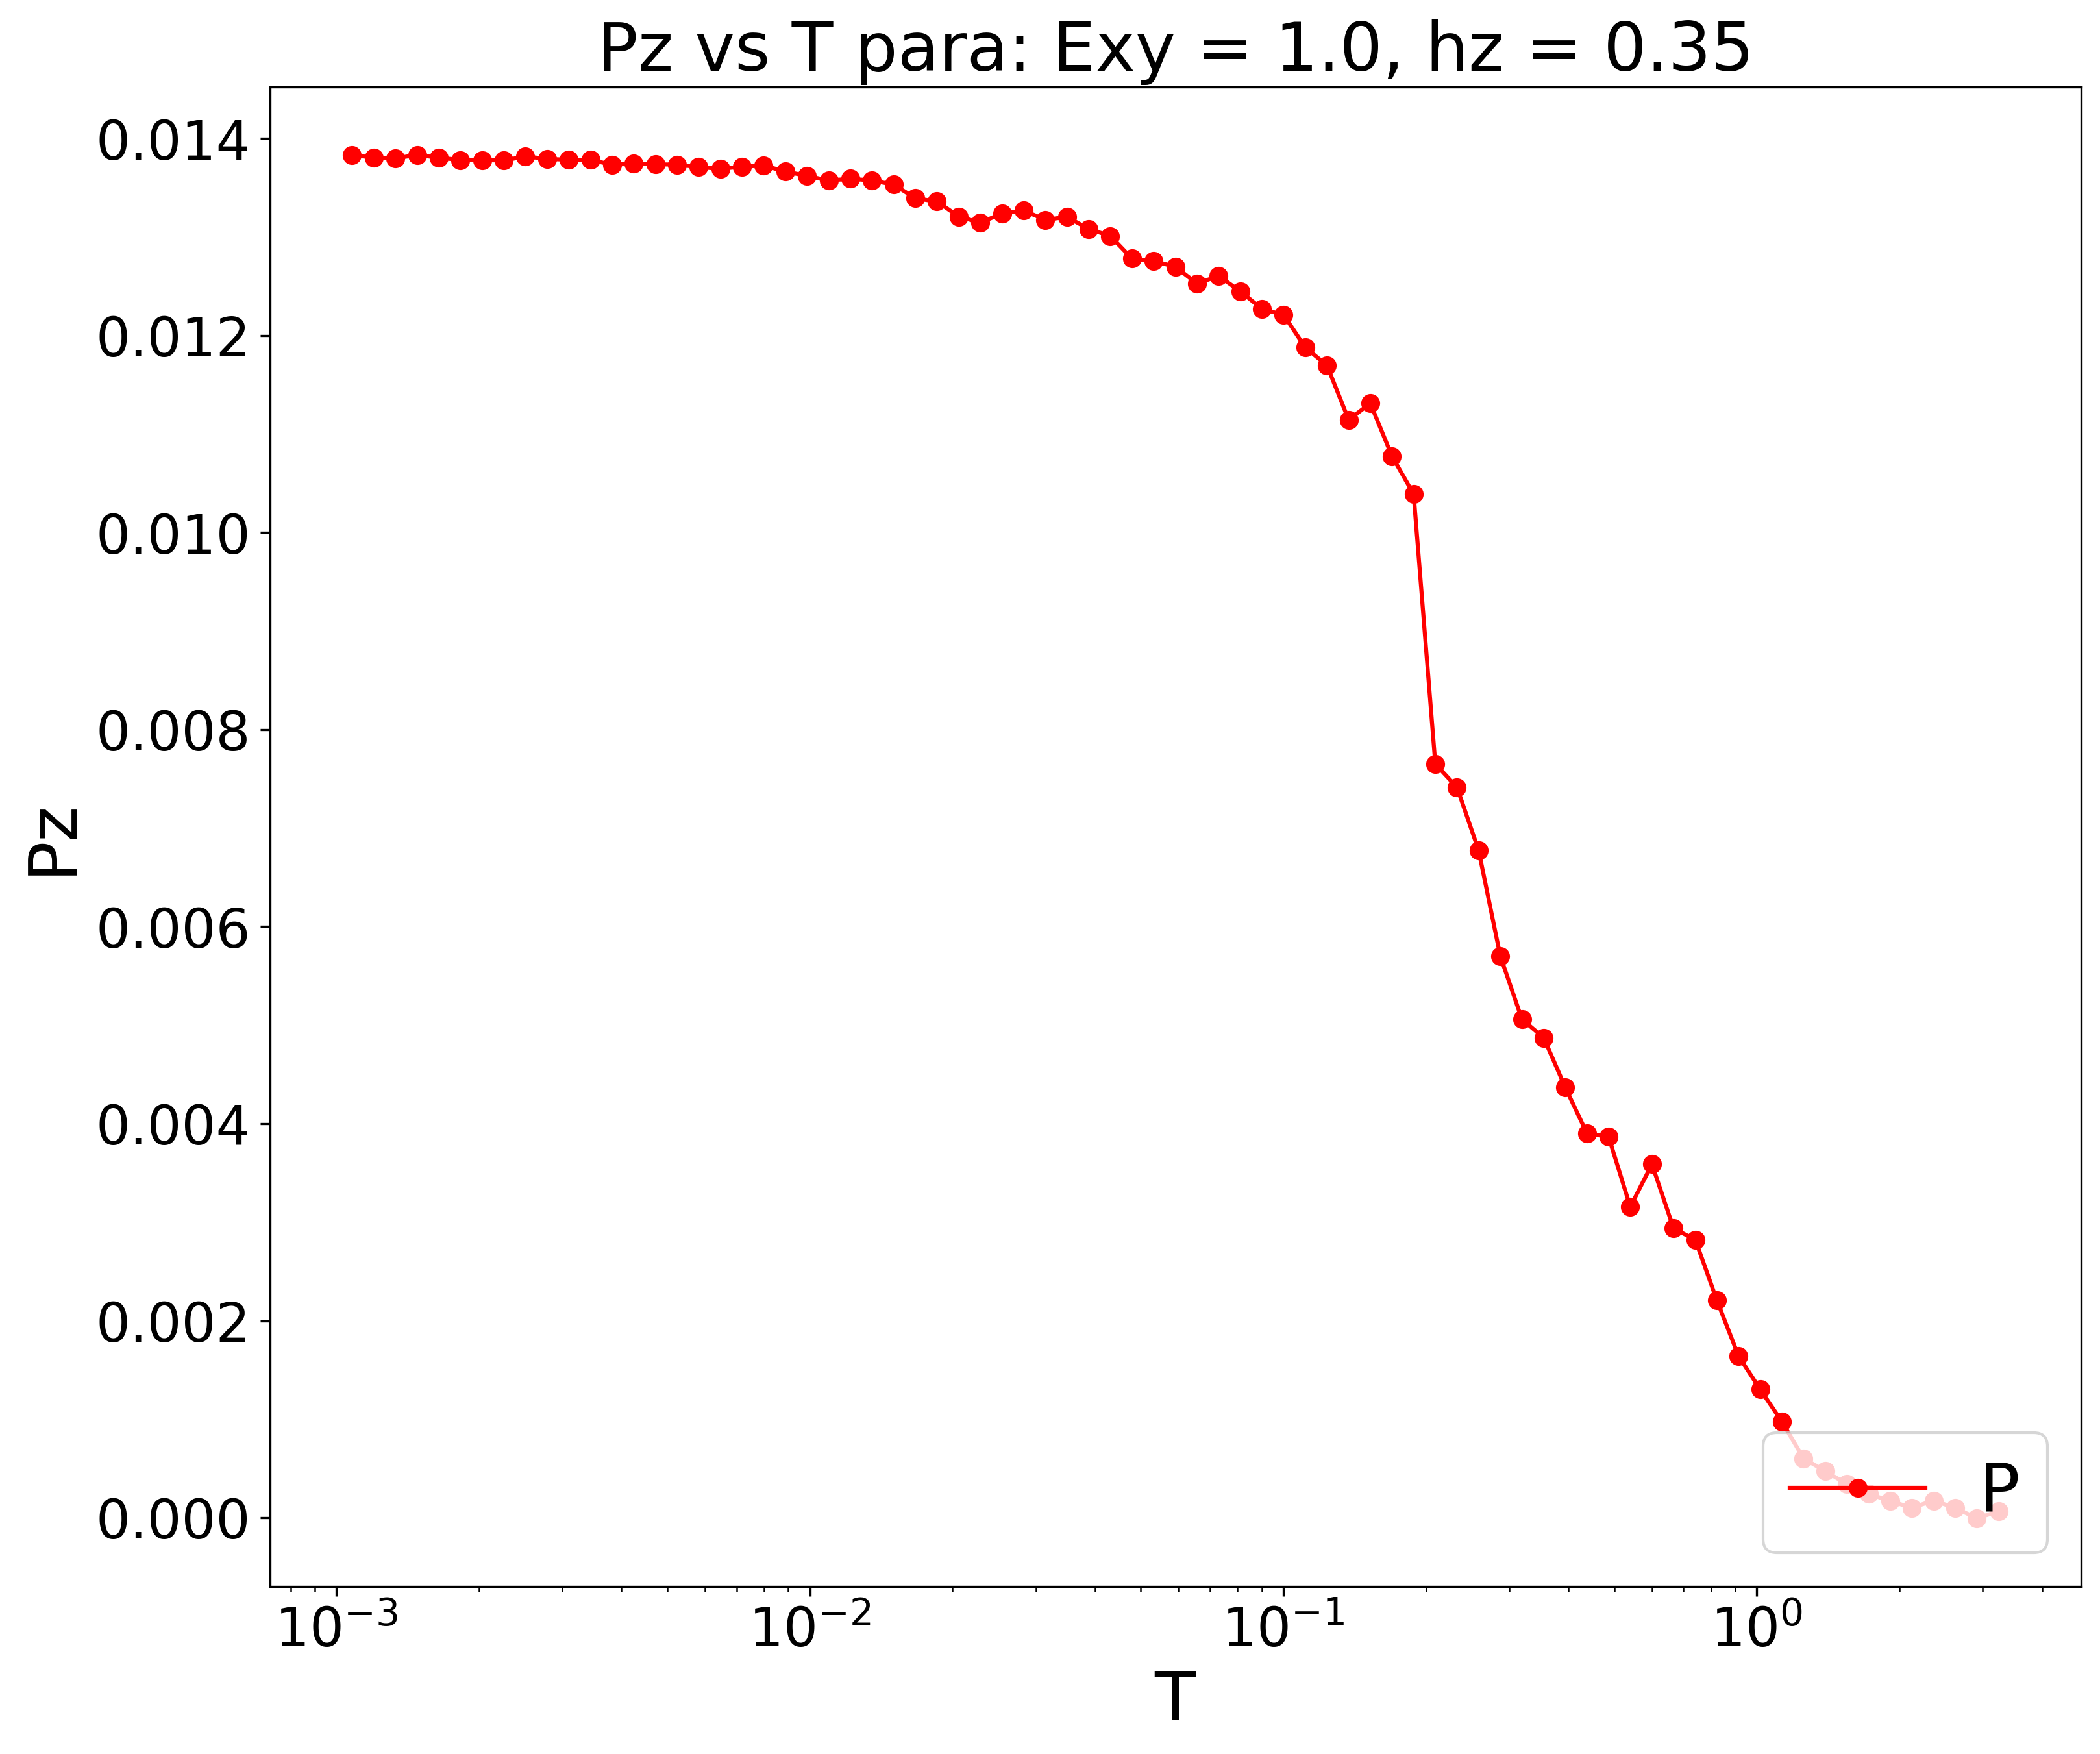 Pz vs T para: Exy = 1.0, hz = 0.35
0.014
0.012
0.010
0.008
0.006
0.004
0.002
0.000
Pz
P
10⁻³ 10⁻² 10⁻¹ 10⁰
T